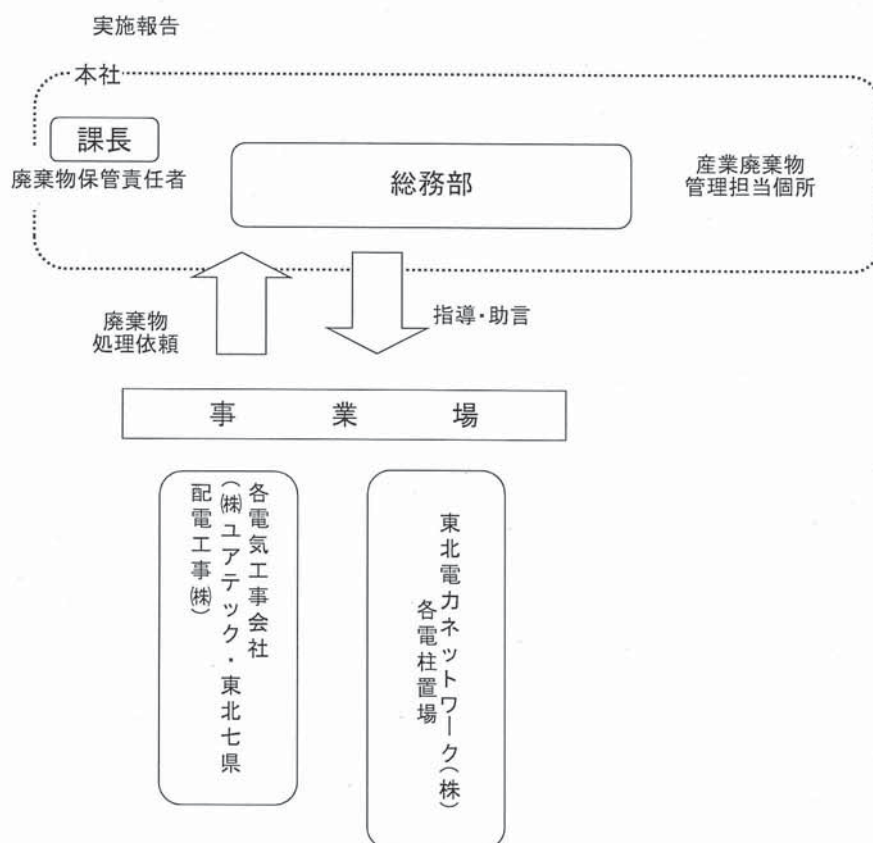 実施報告
本社
課長
廃棄物保管責任者
総務部
産業廃棄物
管理担当個所
廃棄物
処理依頼
指導・助言
事業場
各電気工事会社
(㈱ユアテック・東北七県
配電工事㈱)
東北電力ネットワーク(株)
各電柱置場